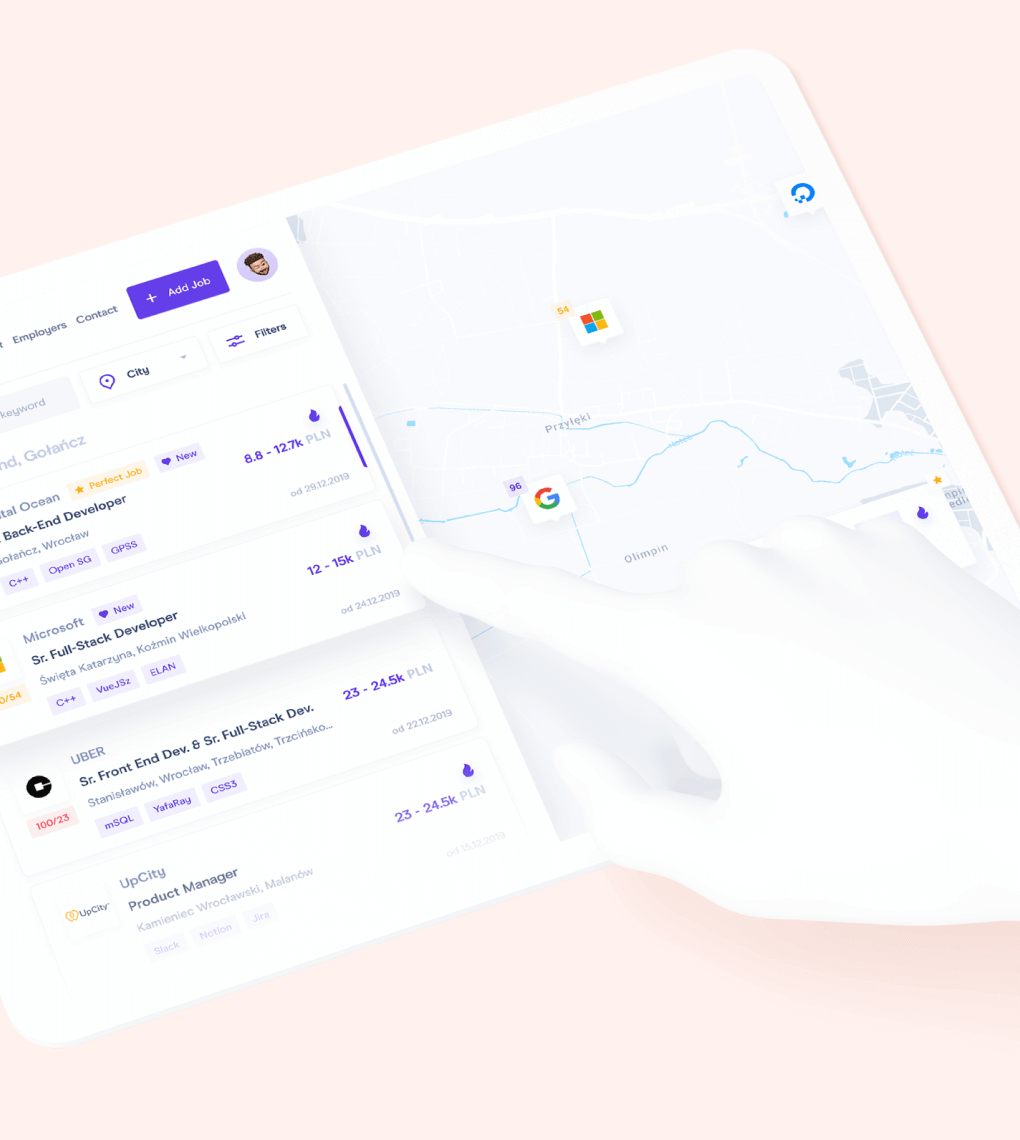 Employers
Contact
+ Add Job
keyword
City
Filters
nd, Gołańcz
tal Ocean
Perfect Job
New
8.8 - 12.7k PLN
Back-End Developer
od 29.12.2019
ołańcz, Wrocław
C++
Open SG
GPSS
Microsoft
New
12 - 15k PLN
Sr. Full-Stack Developer
od 24.12.2019
Święta Katarzyna, Koźmin Wielkopolski
0/54
C++
VueJSz
ELAN
UBER
23 - 24.5k PLN
Sr. Front End Dev. & Sr. Full-Stack Dev.
od 22.12.2019
Stanisławów, Wrocław, Trzebiatów, Trzcińsko...
100/23
mSQL
YafaRay
CSS3
UpCity
23 - 24.5k PLN
Product Manager
od 15.12.2019
UpCity
Kamieniec Wrocławski, Malanów
Slack
Notion
Jira
54
Przyłęki
96
Olimpin